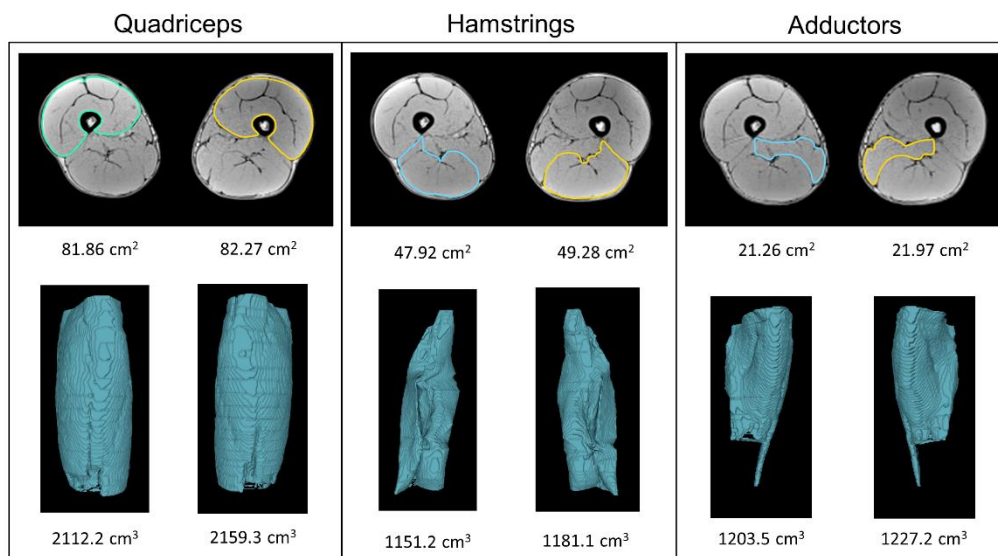 Quadriceps
Hamstrings
Adductors
81.86 cm²
82.27 cm²
47.92 cm²
49.28 cm²
21.26 cm²
21.97 cm²
2112.2 cm³
2159.3 cm³
1151.2 cm³
1181.1 cm³
1203.5 cm³
1227.2 cm³